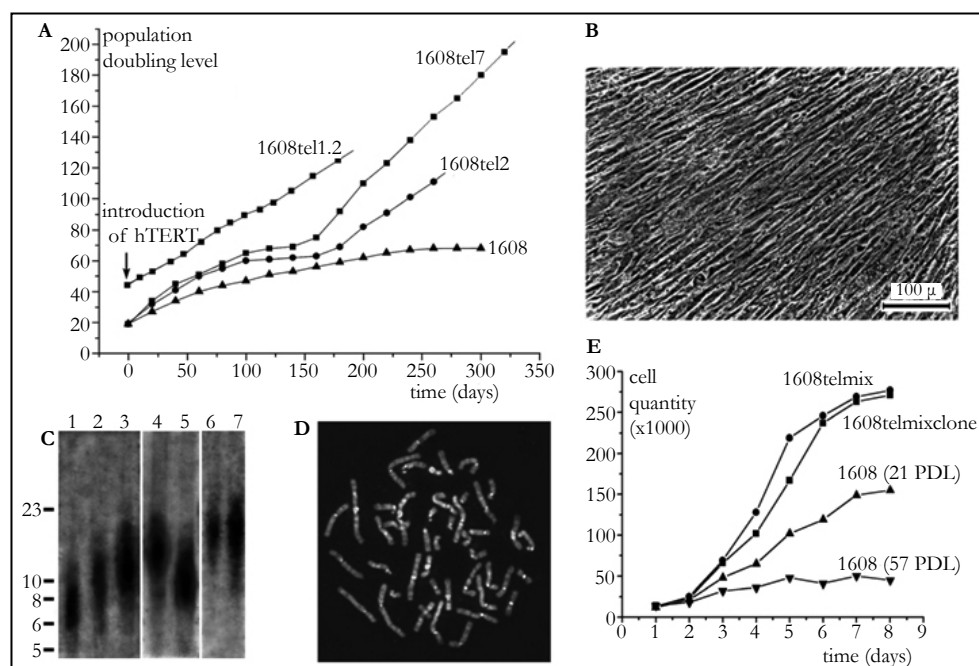 A
population
doubling level
200
180
160
140
120
100
80
60
40
20
0
1608tel7
1608tel1.2
1608tel2
introduction
of hTERT
1608
0 50 100 150 200 250 300 350
time (days)
B
100 μ
C
1 2 3 4 5 6 7
23
10
8
6
5
D
E
cell
quantity
(x1000)
300
250
200
150
100
50
0
1608telmix
1608telmixclone
1608 (21 PDL)
1608 (57 PDL)
0 1 2 3 4 5 6 7 8 9
time (days)